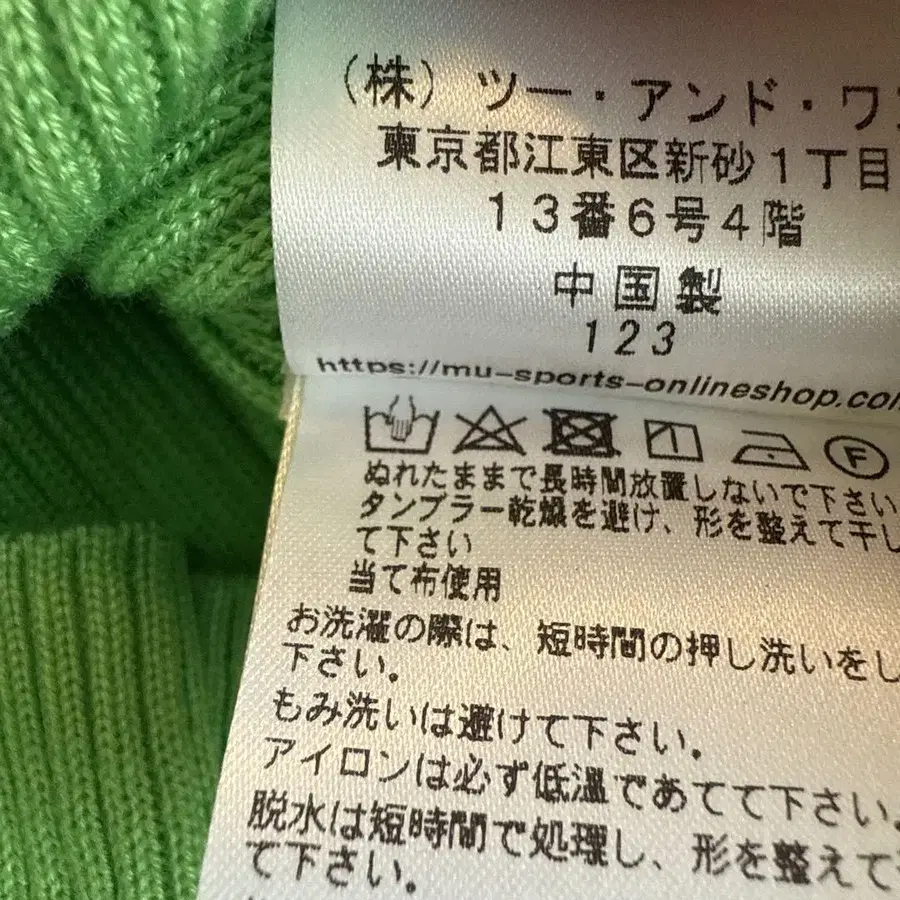 (株) ツー・アンド・ワン
東京都江東区新砂1丁目
13番6号4階
中国製
123
https://mu-sports-onlineshop.com
F
ぬれたままで長時間放置しないで下さい
タンブラー乾燥を避け、形を整えて干し
て下さい
当て布使用
お洗濯の際は、短時間の押し洗いをし
下さい。
もみ洗いは避けて下さい。
アイロンは必ず低温であてて下さい。
脱水は短時間で処理し、形を整えて
て下さい。